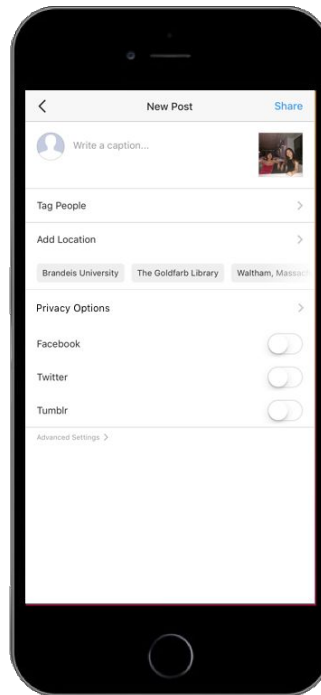 New Post
Share
Write a caption...
Tag People
Add Location
Brandeis University The Goldfarb Library Waltham, Massach
Privacy Options
Facebook
Twitter
Tumblr
Advanced Settings